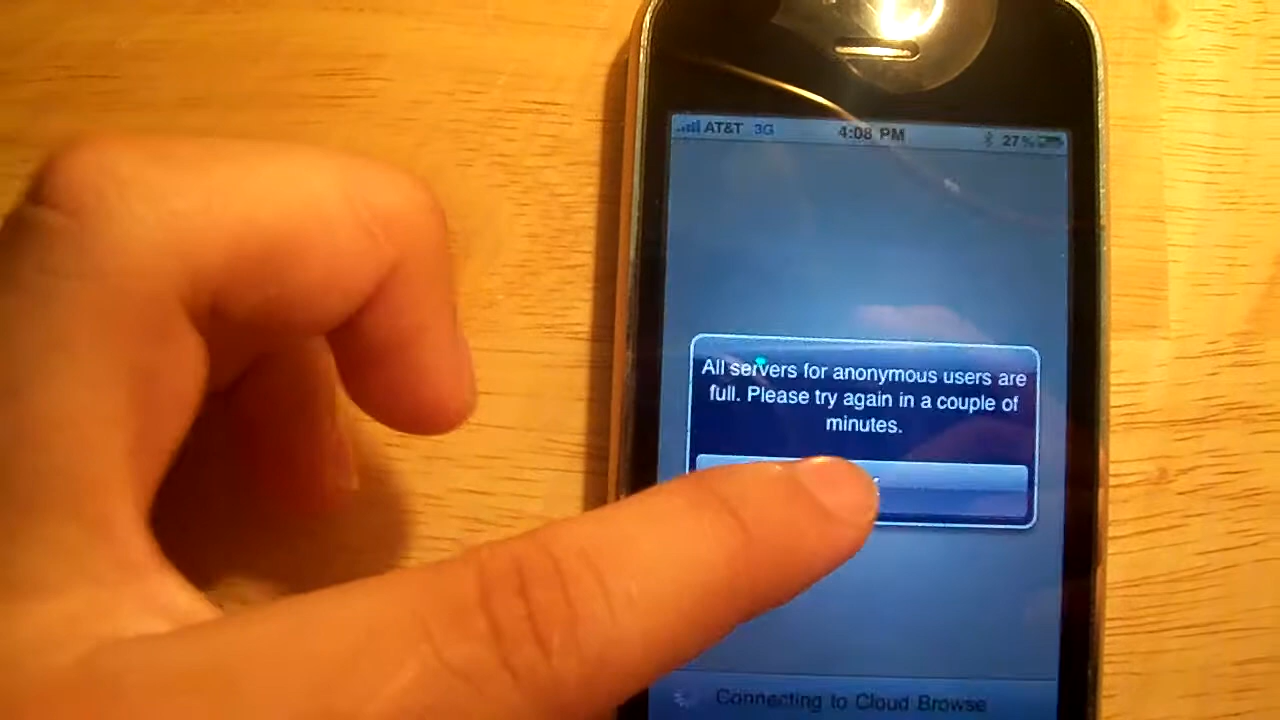 AT&T 3G 4:08 PM 27%
All servers for anonymous users are
full. Please try again in a couple of
minutes.
Connecting to Cloud Browse